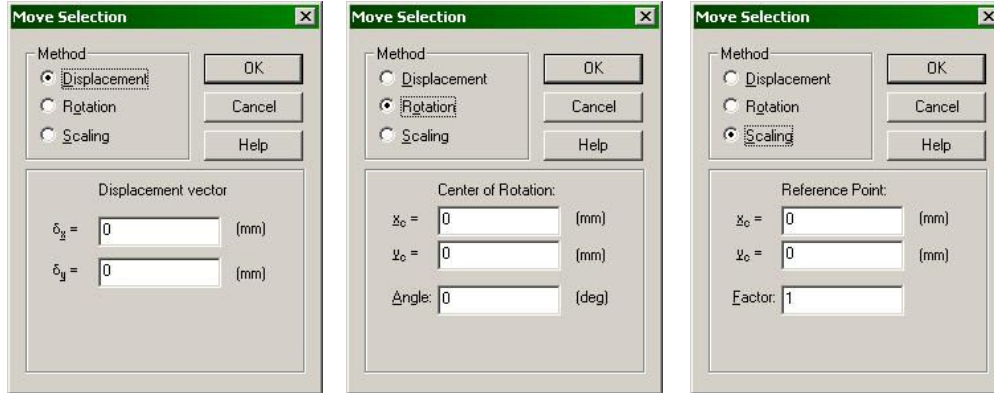 Move Selection
Method
Displacement
Rotation
Scaling
OK
Cancel
Help
Displacement vector
δx = 0 (mm)
δy = 0 (mm)
Move Selection
Method
Displacement
Rotation
Scaling
OK
Cancel
Help
Center of Rotation:
xc = 0 (mm)
yc = 0 (mm)
Angle: 0 (deg)
Move Selection
Method
Displacement
Rotation
Scaling
OK
Cancel
Help
Reference Point:
xc = 0 (mm)
yc = 0 (mm)
Factor: 1